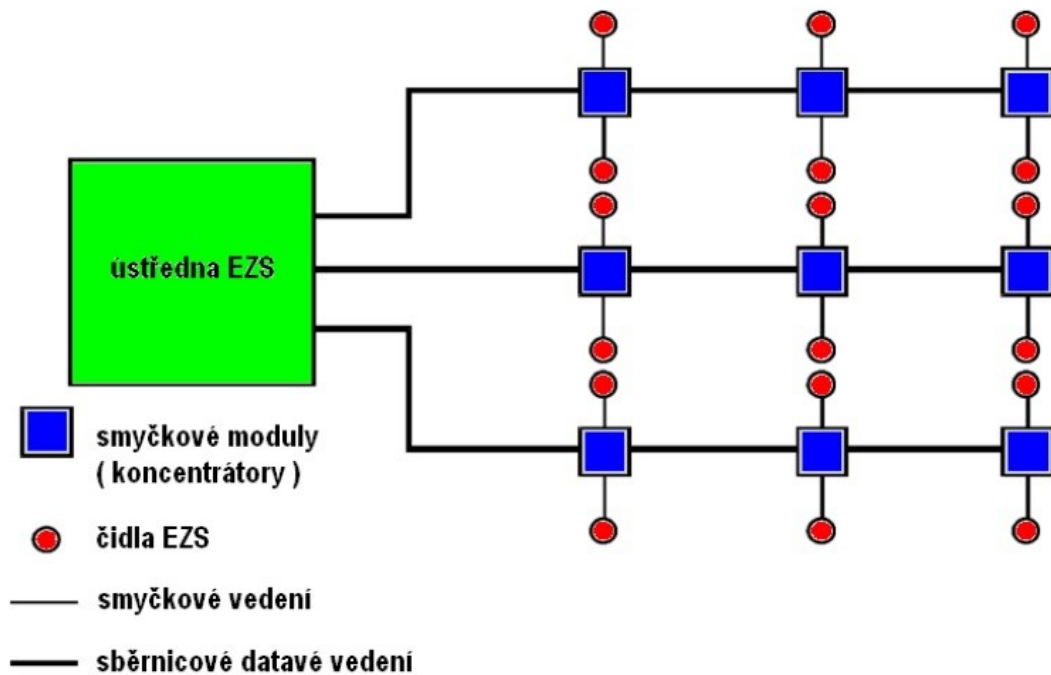 ústředna EZS
smyčkové moduly
( koncentrátory )
čidla EZS
smyčkové vedení
sběrnicové datavé vedení